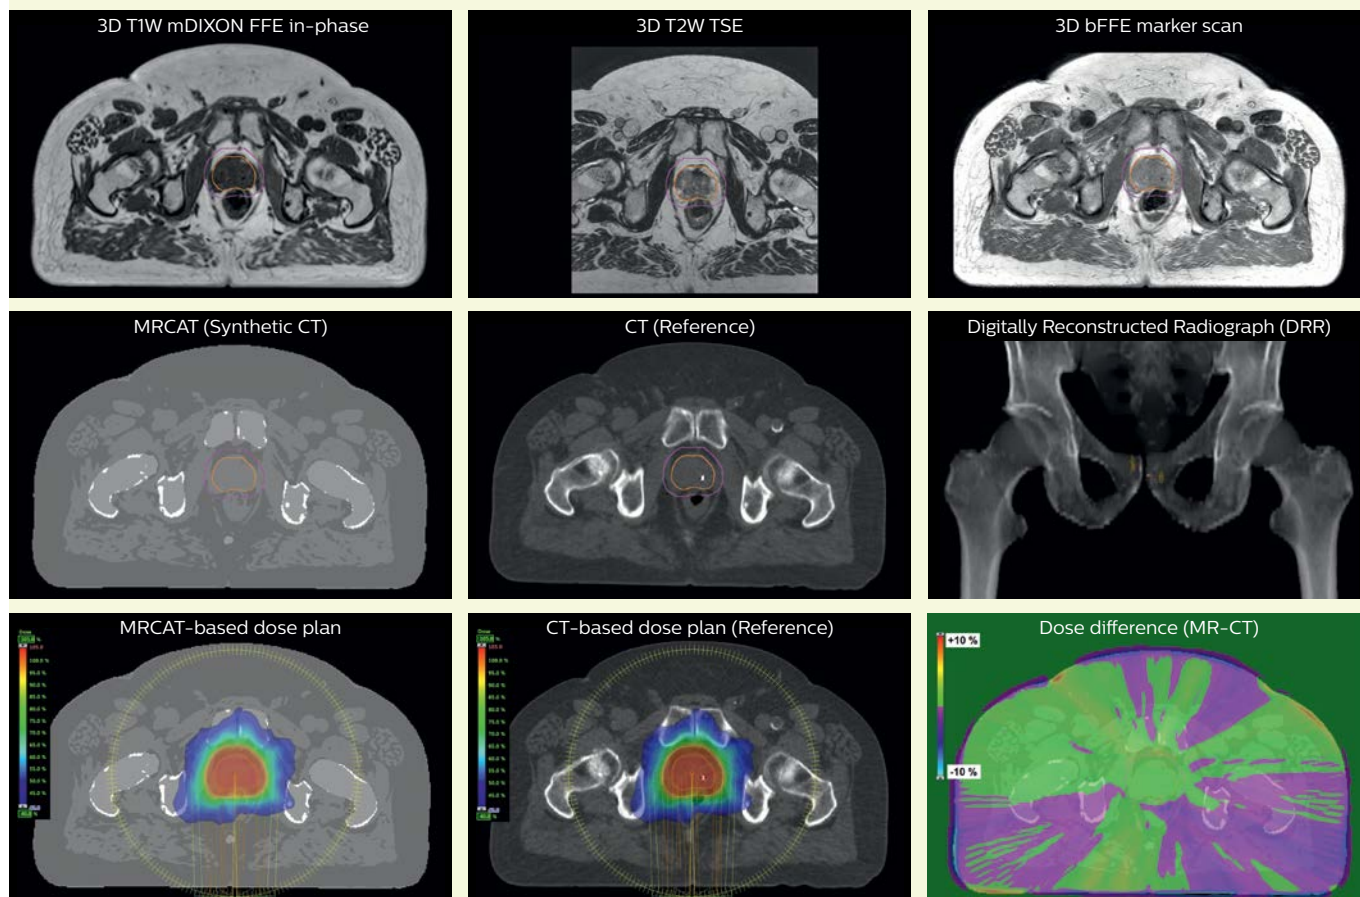 3D T1W mDIXON FFE in-phase
3D T2W TSE
3D bFFE marker scan
MRCAT (Synthetic CT)
CT (Reference)
Digitally Reconstructed Radiograph (DRR)
MRCAT-based dose plan
CT-based dose plan (Reference)
Dose difference (MR-CT)
+10 %
-10 %